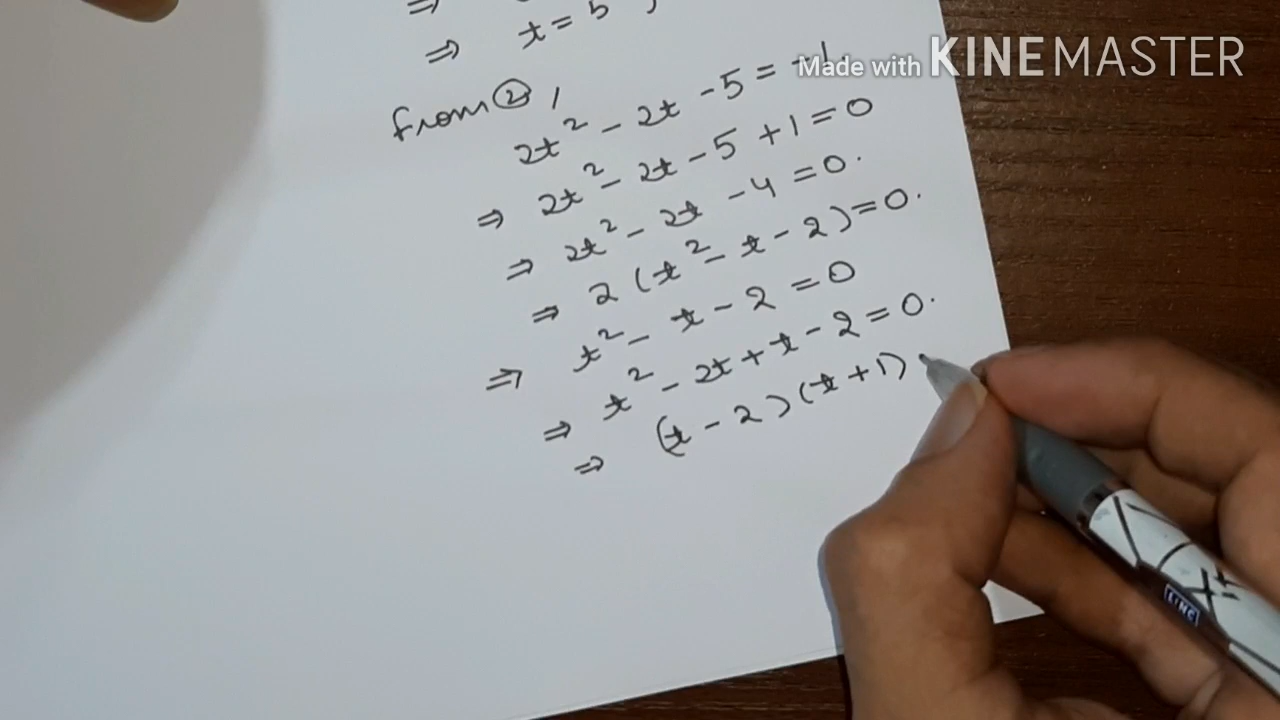 ⇒
⇒ t = 5,
Made with KINEMASTER
from ②,
2t² - 2t - 5 = -1
⇒ 2t² - 2t - 5 + 1 = 0
⇒ 2t² - 2t - 4 = 0.
⇒ 2 (t² - t - 2) = 0.
⇒ t² - t - 2 = 0
⇒ t² - 2t + t - 2 = 0.
⇒ (t - 2) (t + 1)
LINC